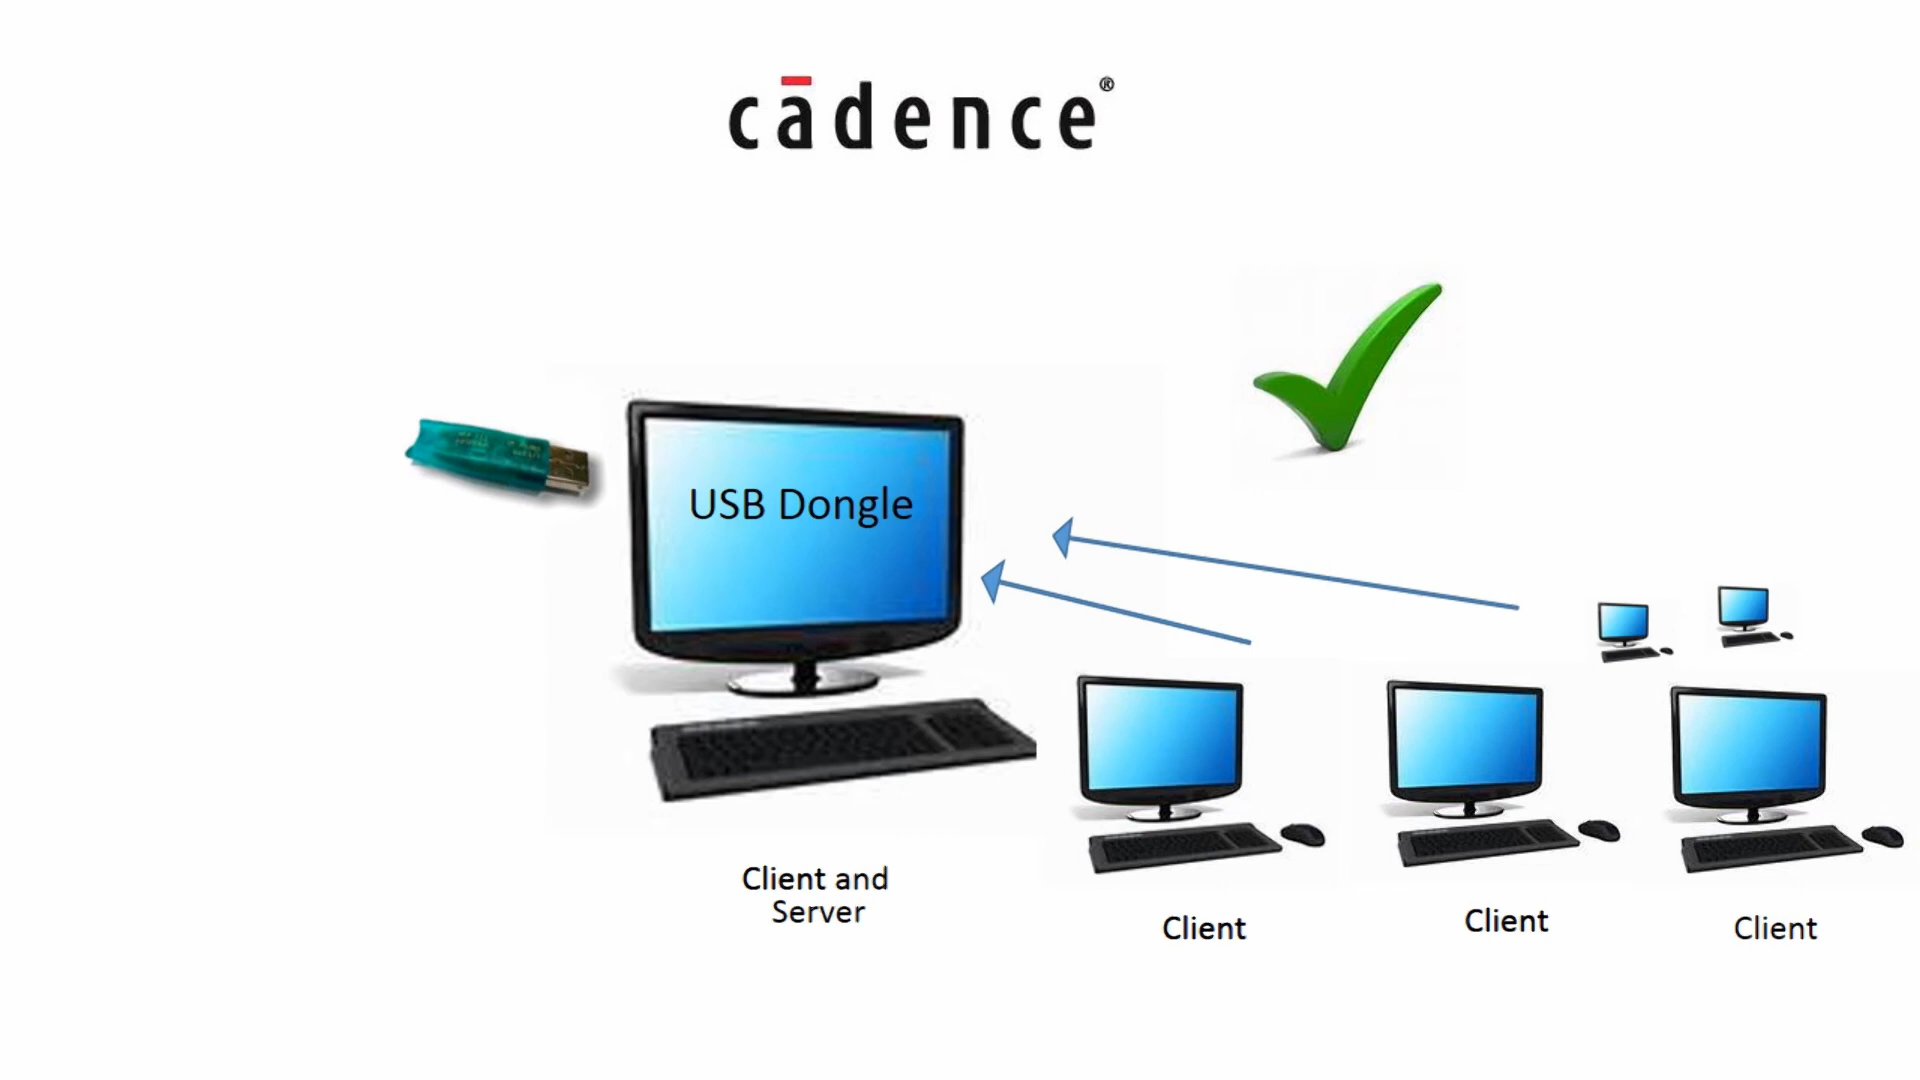 cādence®
USB Dongle
Client and
Server
Client
Client
Client